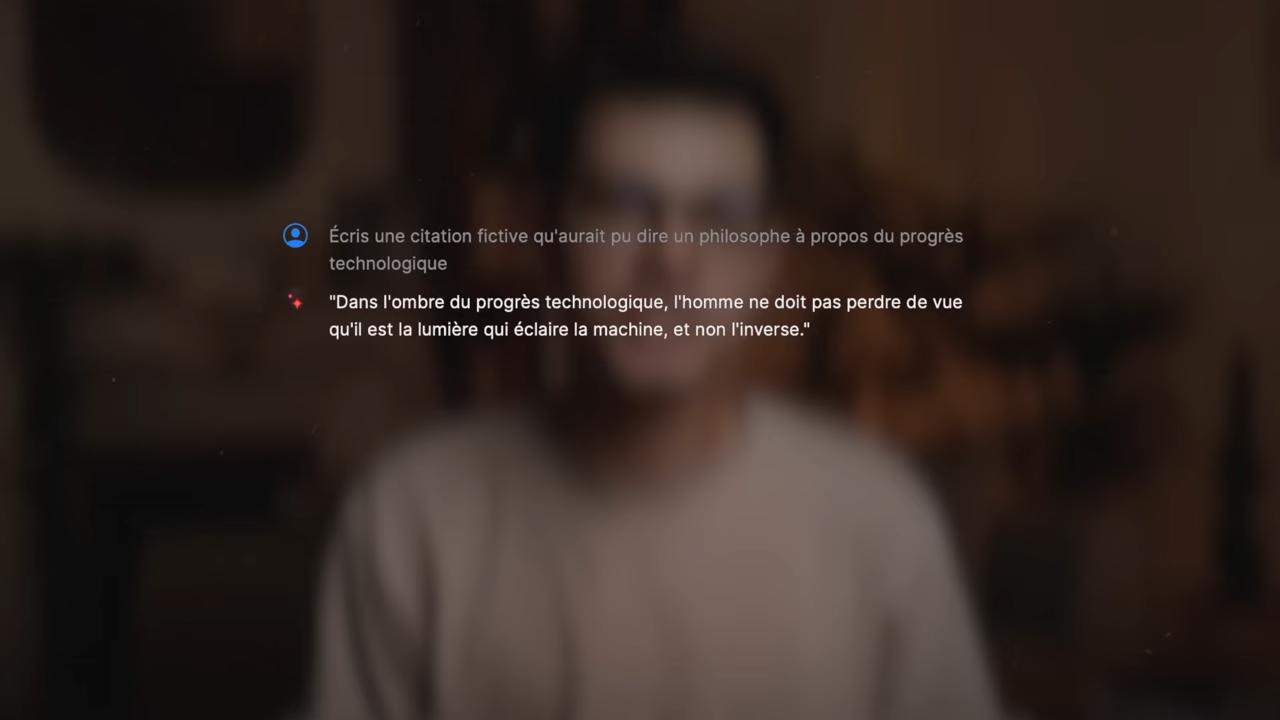 Écris une citation fictive qu'aurait pu dire un philosophe à propos du progrès
technologique
"Dans l'ombre du progrès technologique, l'homme ne doit pas perdre de vue
qu'il est la lumière qui éclaire la machine, et non l'inverse."